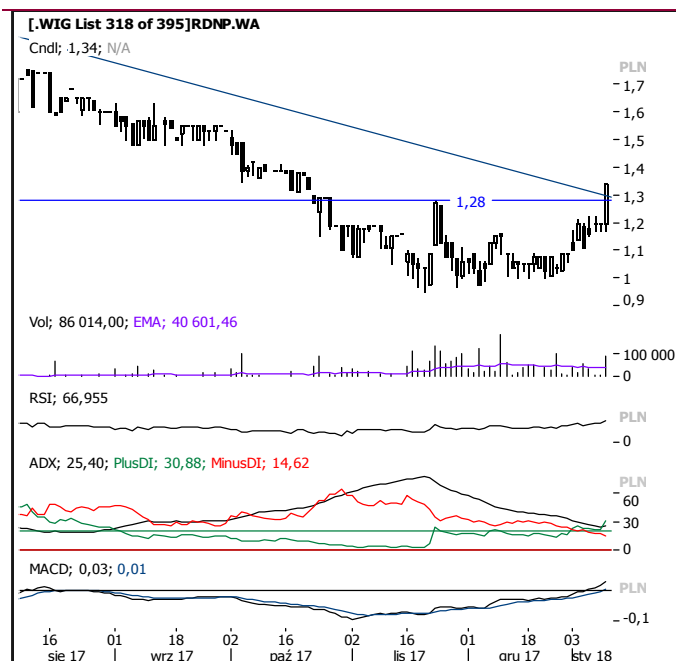 [.WIG List 318 of 395]RDNP.WA
Cndl; 1,34; N/A
PLN
1,7
1,6
1,5
1,4
1,3
1,28
1,2
1,1
1
0,9
Vol; 86 014,00; EMA; 40 601,46
100 000
0
RSI; 66,955
PLN
0
ADX; 25,40; PlusDI; 30,88; MinusDI; 14,62
PLN
60
30
0
MACD; 0,03; 0,01
PLN
-0,1
16 01 18 02 16 02 16 01 18 03
sie 17 wrz 17 paź 17 lis 17 gru 17 sty 18